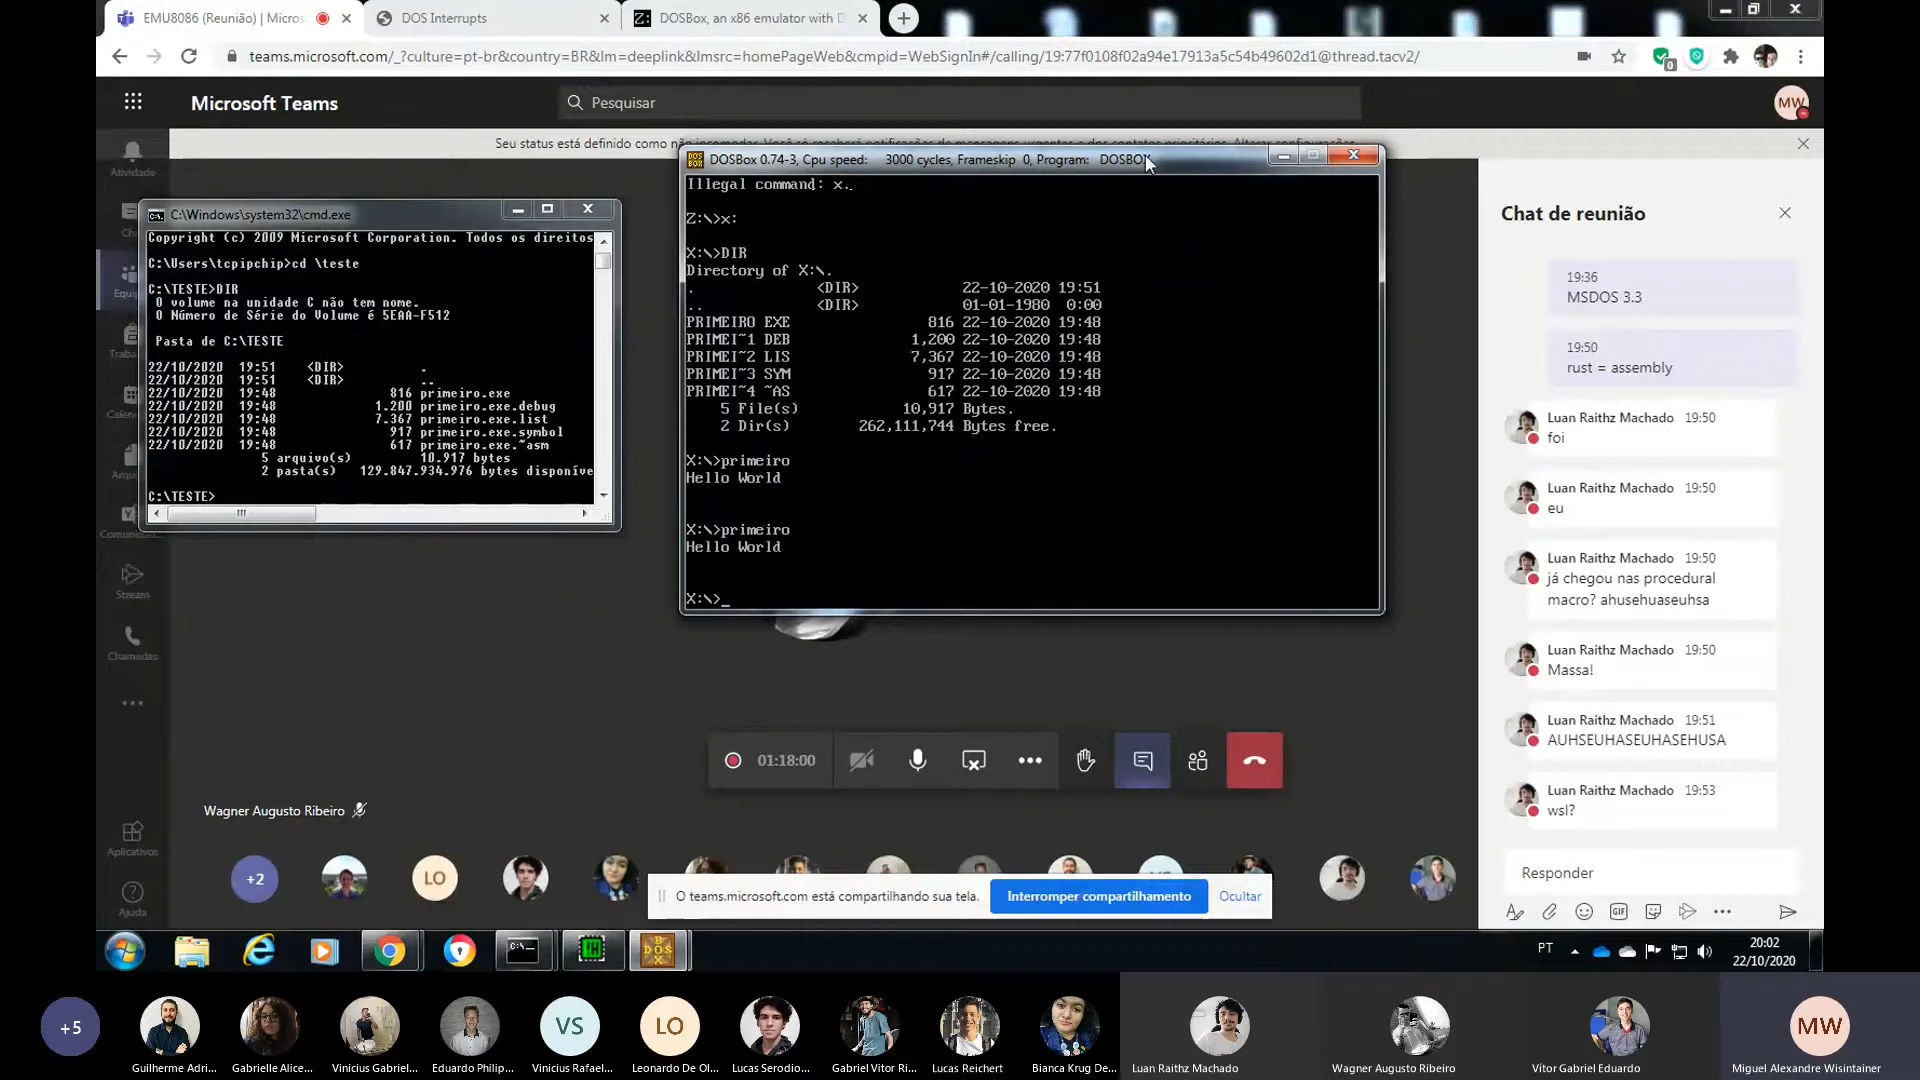 EMU8086 (Reunião) | Micros
DOS Interrupts
DOSBox, an x86 emulator with D
teams.microsoft.com/_?culture=pt-br&country=BR&lm=deeplink&lmsrc=homePageWeb&cmpid=WebSignIn#/calling/19:77f0108f02a94e17913a5c54b49602d1@thread.tacv2/
Microsoft Teams
Pesquisar
MW
Seu status está definido como não
Atividade
DOSBox 0.74-3, Cpu speed: 3000 cycles, Frameskip 0, Program: DOSBOX
Illegal command: x..
Z:\>x:
X:\>DIR
Directory of X:\.
. <DIR> 22-10-2020 19:51
.. <DIR> 01-01-1980 0:00
PRIMEIRO EXE 816 22-10-2020 19:48
PRIMEI~1 DEB 1,200 22-10-2020 19:48
PRIMEI~2 LIS 7,367 22-10-2020 19:48
PRIMEI~3 SYM 917 22-10-2020 19:48
PRIMEI~4 ~AS 617 22-10-2020 19:48
5 File(s) 10,917 Bytes.
2 Dir(s) 262,111,744 Bytes free.
X:\>primeiro
Hello World
X:\>primeiro
Hello World
X:\>_
C:\Windows\system32\cmd.exe
Copyright (c) 2009 Microsoft Corporation. Todos os direitos
C:\Users\tcpipchip>cd \teste
C:\TESTE>DIR
O volume na unidade C não tem nome.
O Número de Série do Volume é 5EAA-F512
Pasta de C:\TESTE
22/10/2020 19:51 <DIR> .
22/10/2020 19:51 <DIR> ..
22/10/2020 19:48 816 primeiro.exe
22/10/2020 19:48 1.200 primeiro.exe.debug
22/10/2020 19:48 7.367 primeiro.exe.list
22/10/2020 19:48 917 primeiro.exe.symbol
22/10/2020 19:48 617 primeiro.exe.~asm
5 arquivo(s) 10.917 bytes
2 pasta(s) 129.847.934.976 bytes disponíve
C:\TESTE>
Stream
Chamadas
Aplicativos
Ajuda
Chat de reunião
19:36
MSDOS 3.3
19:50
rust = assembly
Luan Raithz Machado 19:50
foi
Luan Raithz Machado 19:50
eu
Luan Raithz Machado 19:50
já chegou nas procedural
macro? ahusehuaseuhsa
Luan Raithz Machado 19:50
Massa!
Luan Raithz Machado 19:51
AUHSEUHASEUHASEHUSA
Luan Raithz Machado 19:53
wsl?
Responder
01:18:00
Wagner Augusto Ribeiro
+2
LO
O teams.microsoft.com está compartilhando sua tela.
Interromper compartilhamento
Ocultar
PT
20:02
22/10/2020
+5
VS
LO
MW
Guilherme Adri...
Gabrielle Alice...
Vinicius Gabriel...
Eduardo Philip...
Vinicius Rafael...
Leonardo De Ol...
Lucas Serodio...
Gabriel Vitor Ri...
Lucas Reichert
Bianca Krug De...
Luan Raithz Machado
Wagner Augusto Ribeiro
Vítor Gabriel Eduardo
Miguel Alexandre Wisintainer